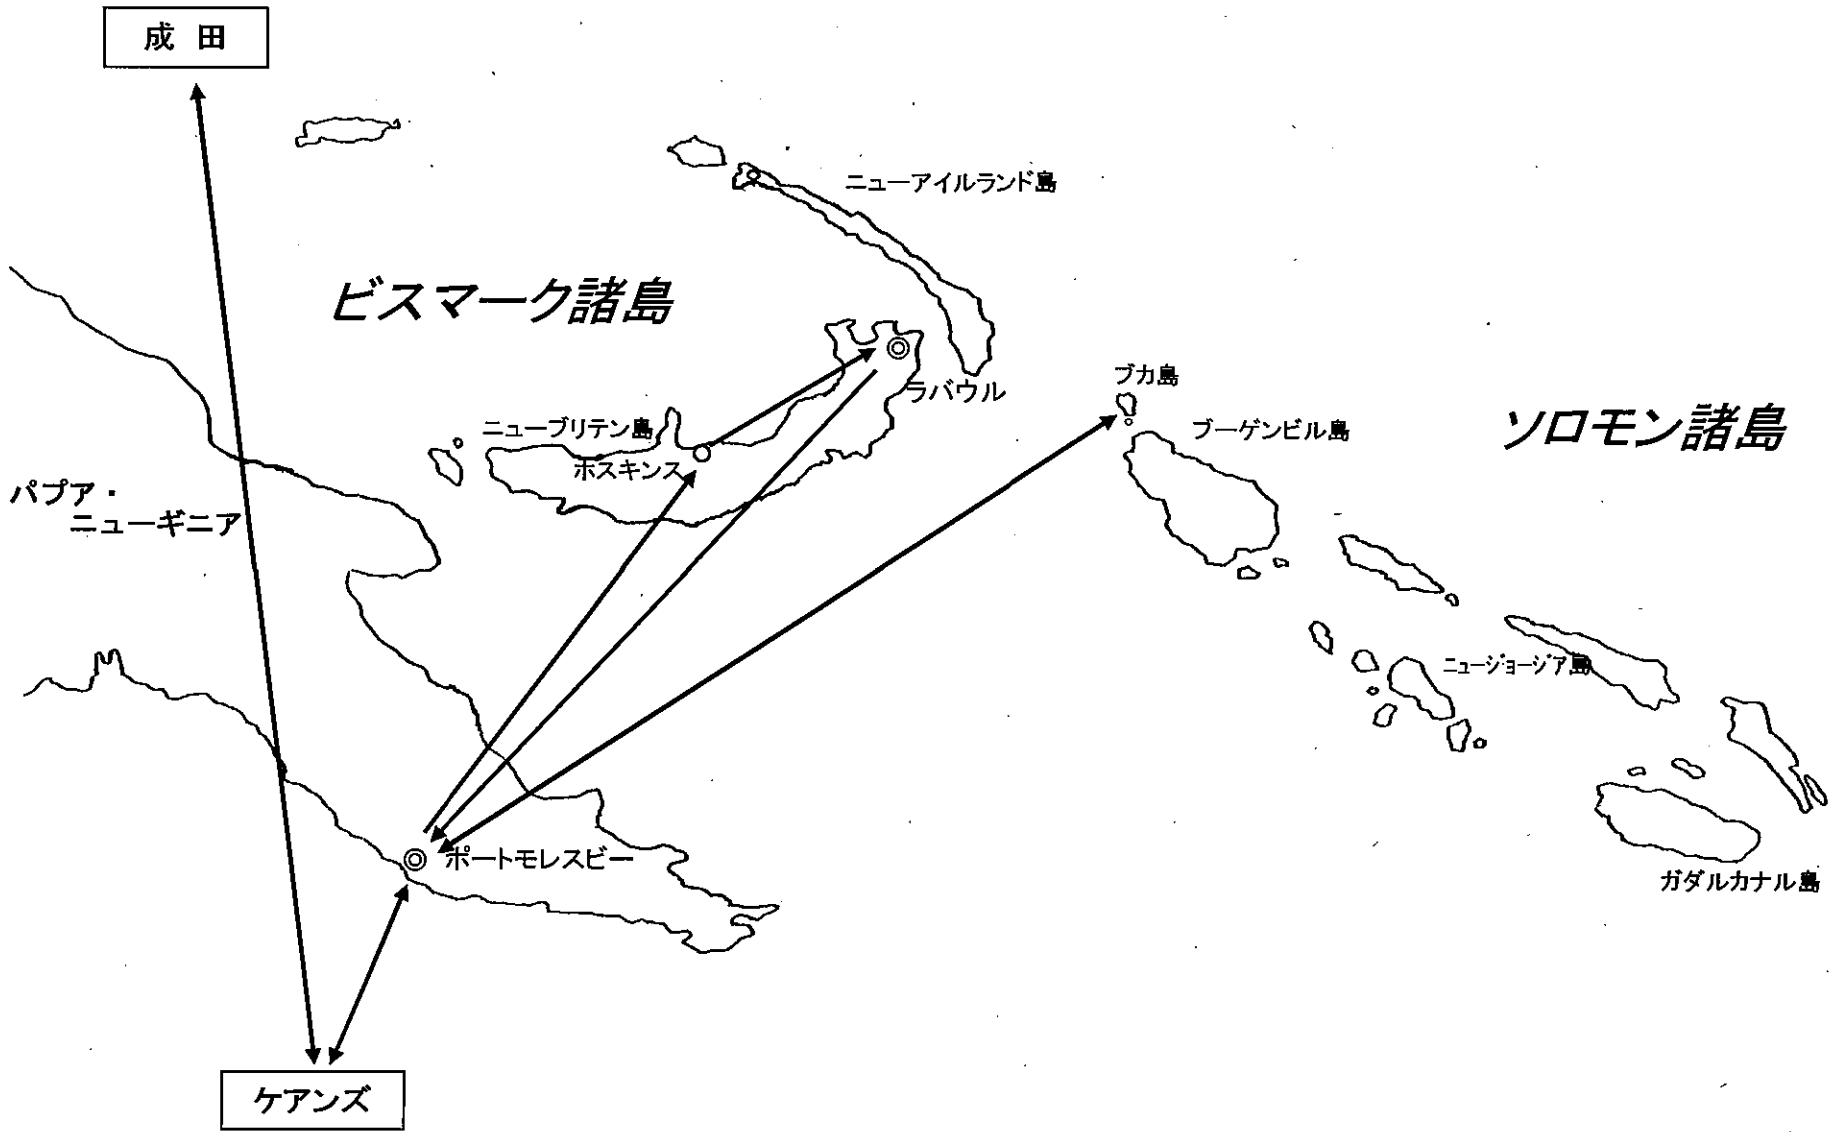 成 田
ニューアイルランド島
ビスマーク諸島
ブカ島
ラバウル
ニューブリテン島
ブーゲンビル島
ソロモン諸島
ホスキンス
パプア・
ニューギニア
ニュージョージア島
ポートモレスビー
ガダルカナル島
ケアンズ